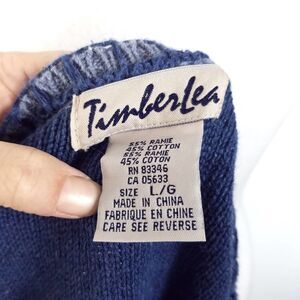 TimberLea
55% RAMIE
45% COTTON
55% RAMIE
45% COTON
RN 83346
CA 05633
SIZE L/G
MADE IN CHINA
FABRIQUE EN CHINE
CARE SEE REVERSE